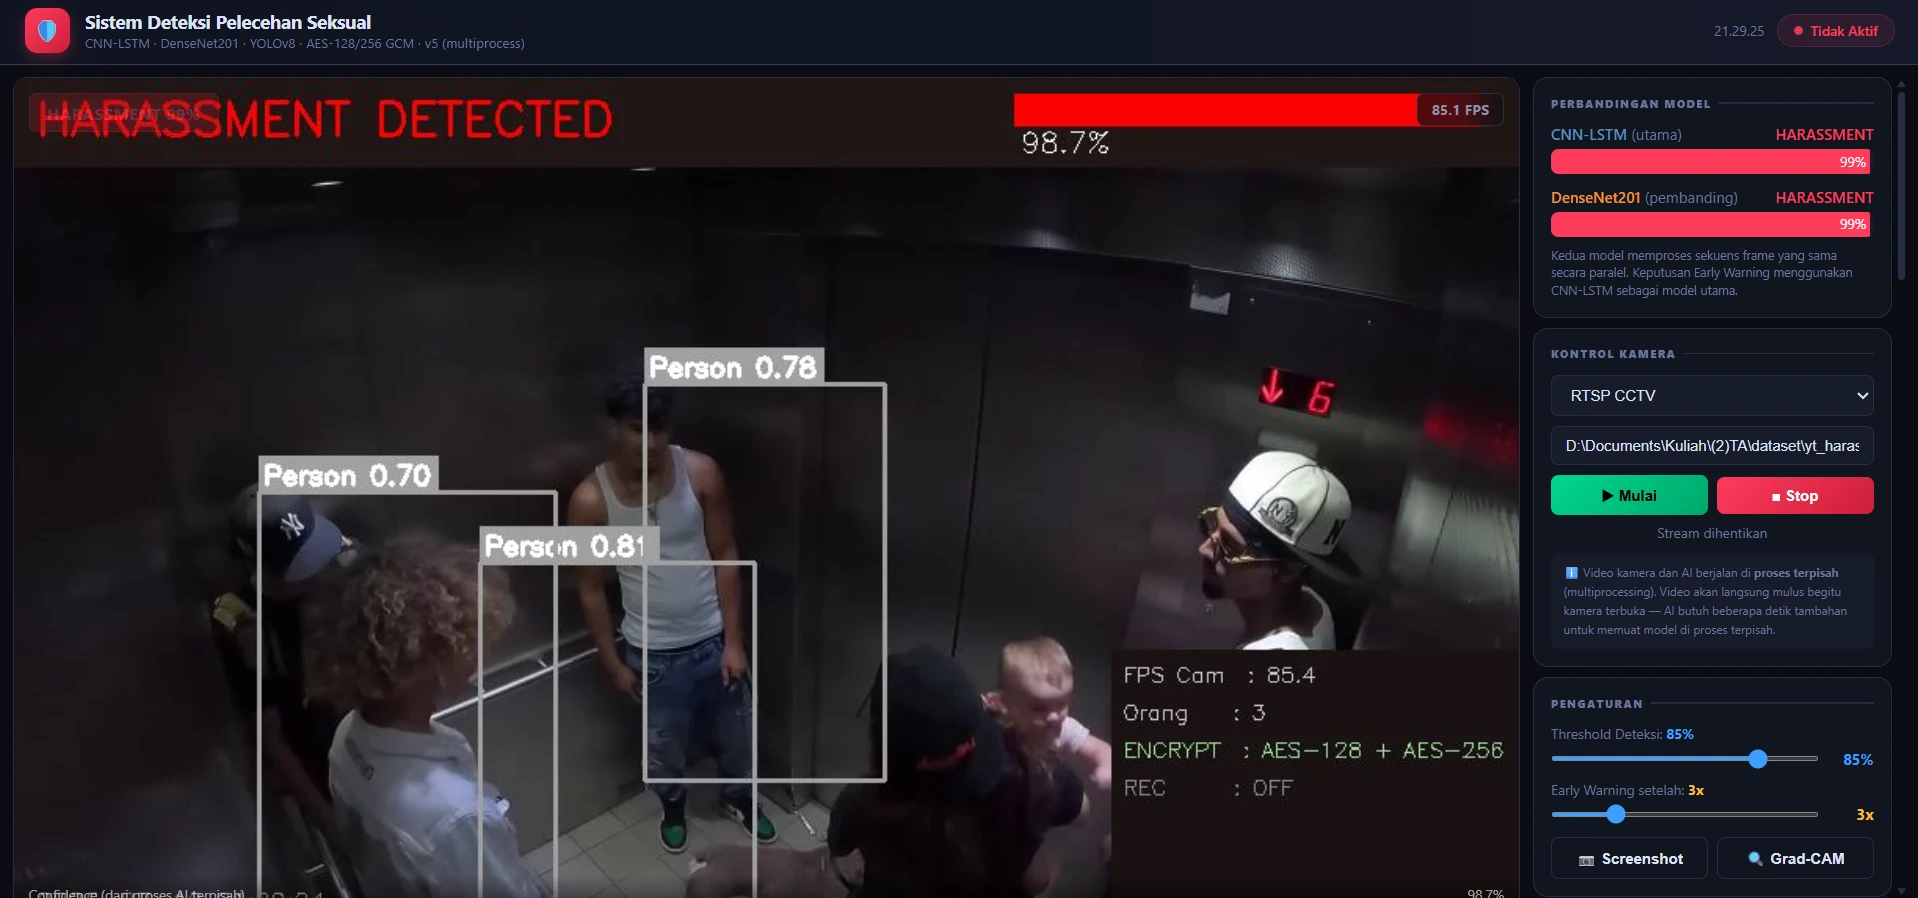 Sistem Deteksi Pelecehan Seksual
CNN-LSTM · DenseNet201 · YOLOv8 · AES-128/256 GCM · v5 (multiprocess)
21.29.25
Tidak Aktif
HARASSMENT 99%
HARASSMENT DETECTED
85.1 FPS
98.7%
Person 0.78
Person 0.70
Person 0.81
6
FPS Cam : 85.4
Orang : 3
ENCRYPT : AES-128 + AES-256
REC : OFF
Confidence (dari proses AI terpisah)
98.7%
PERBANDINGAN MODEL
CNN-LSTM (utama) HARASSMENT
99%
DenseNet201 (pembanding) HARASSMENT
99%
Kedua model memproses sekuens frame yang sama
secara paralel. Keputusan Early Warning menggunakan
CNN-LSTM sebagai model utama.
KONTROL KAMERA
RTSP CCTV
D:\Documents\Kuliah\(2)TA\dataset\yt_haras
Mulai
Stop
Stream dihentikan
Video kamera dan AI berjalan di proses terpisah
(multiprocessing). Video akan langsung mulus begitu
kamera terbuka — AI butuh beberapa detik tambahan
untuk memuat model di proses terpisah.
PENGATURAN
Threshold Deteksi: 85%
85%
Early Warning setelah: 3x
3x
Screenshot
Grad-CAM